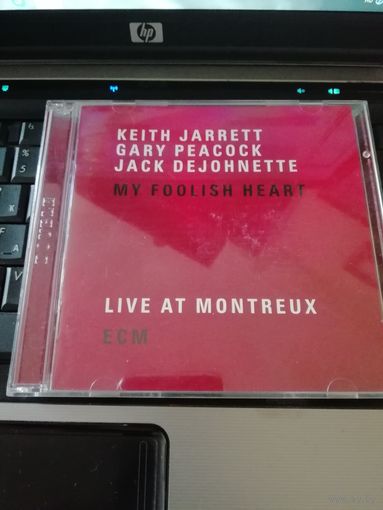 hp
KEITH JARRETT
GARY PEACOCK
JACK DEJOHNETTE
MY FOOLISH HEART
LIVE AT MONTREUX
ECM